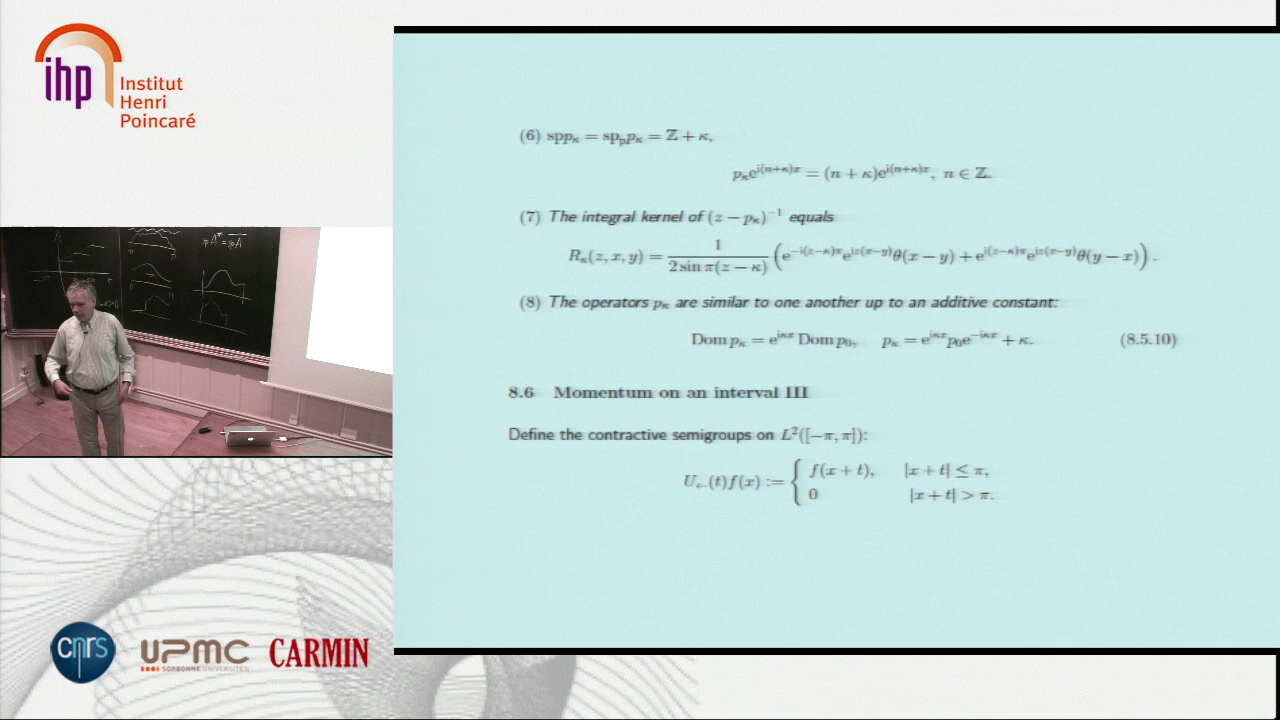 ihp
Institut
Henri
Poincaré
(6) spp_κ = sp_p p_κ = ℤ + κ,
p_κ e^{i(n+κ)x} = (n + κ)e^{i(n+κ)x}, n ∈ ℤ.
(7) The integral kernel of (z − p_κ)^{−1} equals
R_κ(z, x, y) = \frac{1}{2 sin π(z − κ)} (e^{−i(z−κ)π} e^{iz(x−y)} θ(x − y) + e^{i(z−κ)π} e^{iz(x−y)} θ(y − x)).
(8) The operators p_κ are similar to one another up to an additive constant:
Dom p_κ = e^{iκx} Dom p_0, p_κ = e^{iκx} p_0 e^{−iκx} + κ. (8.5.10)
8.6 Momentum on an interval III
Define the contractive semigroups on L²([−π, π]):
U_←(t)f(x) := { f(x + t), |x + t| ≤ π,
0 |x + t| > π.
cnrs
UPMC
SORBONNE UNIVERSITÉS
CARMIN